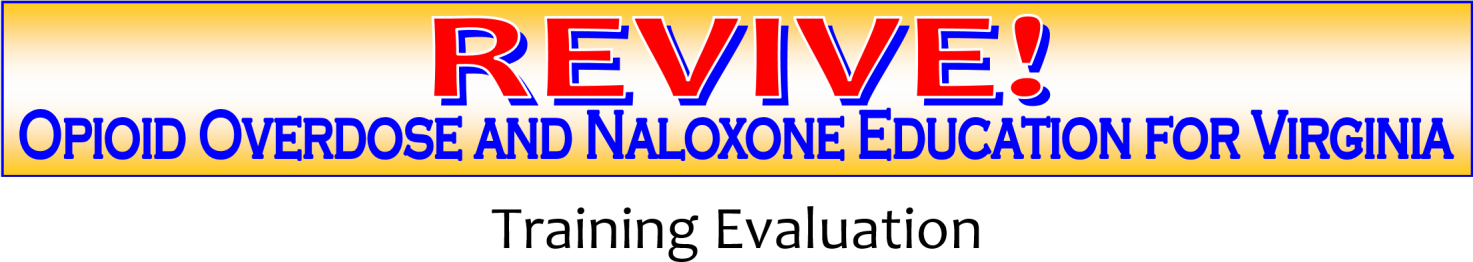 REVIVE!
OPIOID OVERDOSE AND NALOXONE EDUCATION FOR VIRGINIA
Training Evaluation